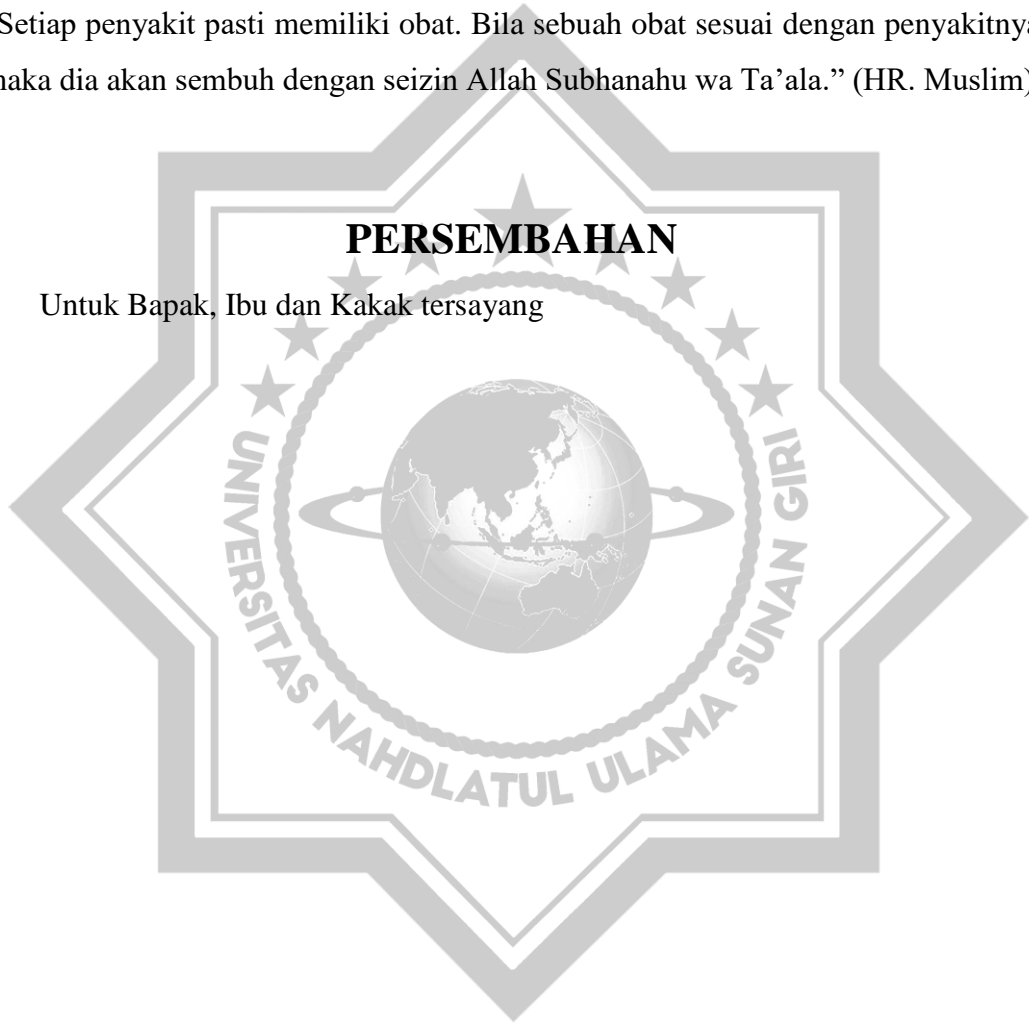 Setiap penyakit pasti memiliki obat. Bila sebuah obat sesuai dengan penyakitnya
maka dia akan sembuh dengan seizin Allah Subhanahu wa Ta’ala.” (HR. Muslim)
PERSEMBAHAN
Untuk Bapak, Ibu dan Kakak tersayang
UNIVERSITAS NAHDLATUL ULAMA SUNAN GIRI